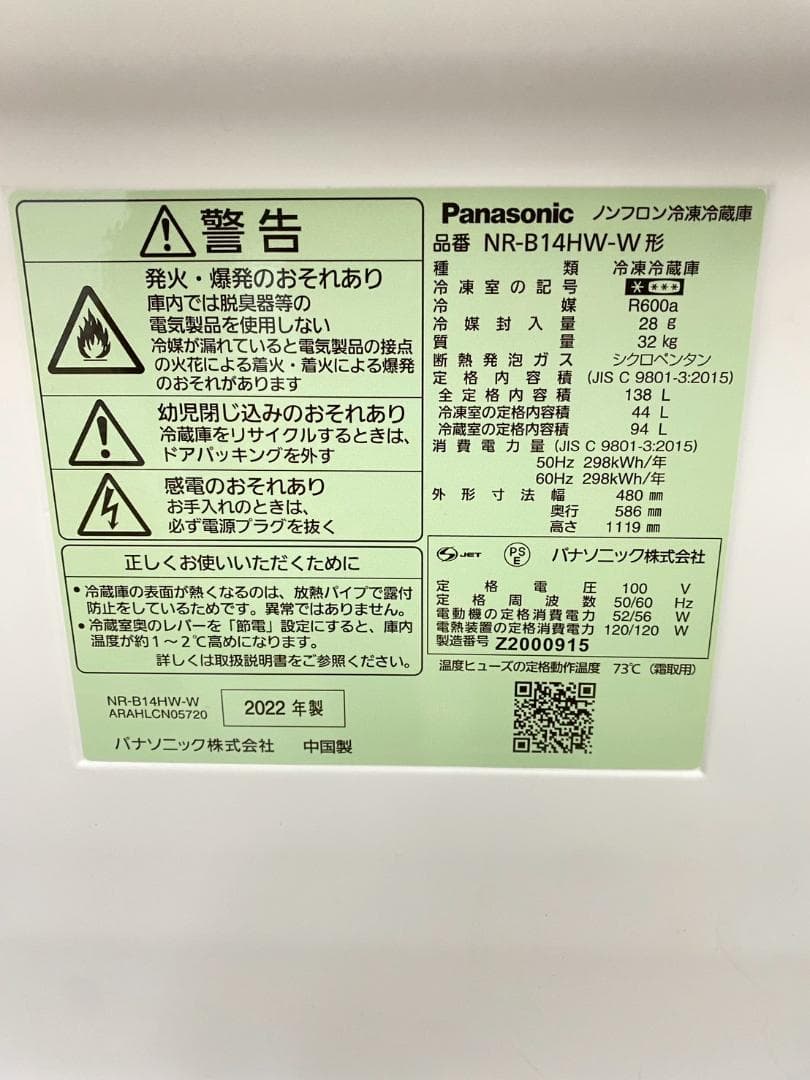 警告
発火・爆発のおそれあり
庫内では脱臭器等の
電気製品を使用しない
冷媒が漏れていると電気製品の接点
の火花による着火・着火による爆発
のおそれがあります
幼児閉じ込みのおそれあり
冷蔵庫をリサイクルするときは、
ドアパッキングを外す
感電のおそれあり
お手入れのときは、
必ず電源プラグを抜く
正しくお使いいただくために
・冷蔵庫の表面が熱くなるのは、放熱パイプで露付
防止をしているためです。異常ではありません。
・冷蔵室奥のレバーを「節電」設定にすると、庫内
温度が約1～2℃高めになります。
詳しくは取扱説明書をご参照ください。
NR-B14HW-W
ARAHLCN05720
2022 年製
パナソニック株式会社 中国製
Panasonic ノンフロン冷凍冷蔵庫
品番 NR-B14HW-W形
種類 冷凍冷蔵庫
冷凍室の記号 * ***
冷媒 R600a
冷媒封入量 28 g
質量 32 kg
断熱発泡ガス シクロペンタン
定格内容積 (JIS C 9801-3:2015)
全定格内容積 138 L
冷凍室の定格内容積 44 L
冷蔵室の定格内容積 94 L
消費電力量 (JIS C 9801-3:2015)
50Hz 298kWh/年
60Hz 298kWh/年
外形寸法 幅 480 mm
奥行 586 mm
高さ 1119 mm
S JET PS E パナソニック株式会社
定格電圧 100 V
定格周波数 50/60 Hz
電動機の定格消費電力 52/56 W
電熱装置の定格消費電力 120/120 W
製造番号 Z2000915
温度ヒューズの定格動作温度 73℃ (霜取用)